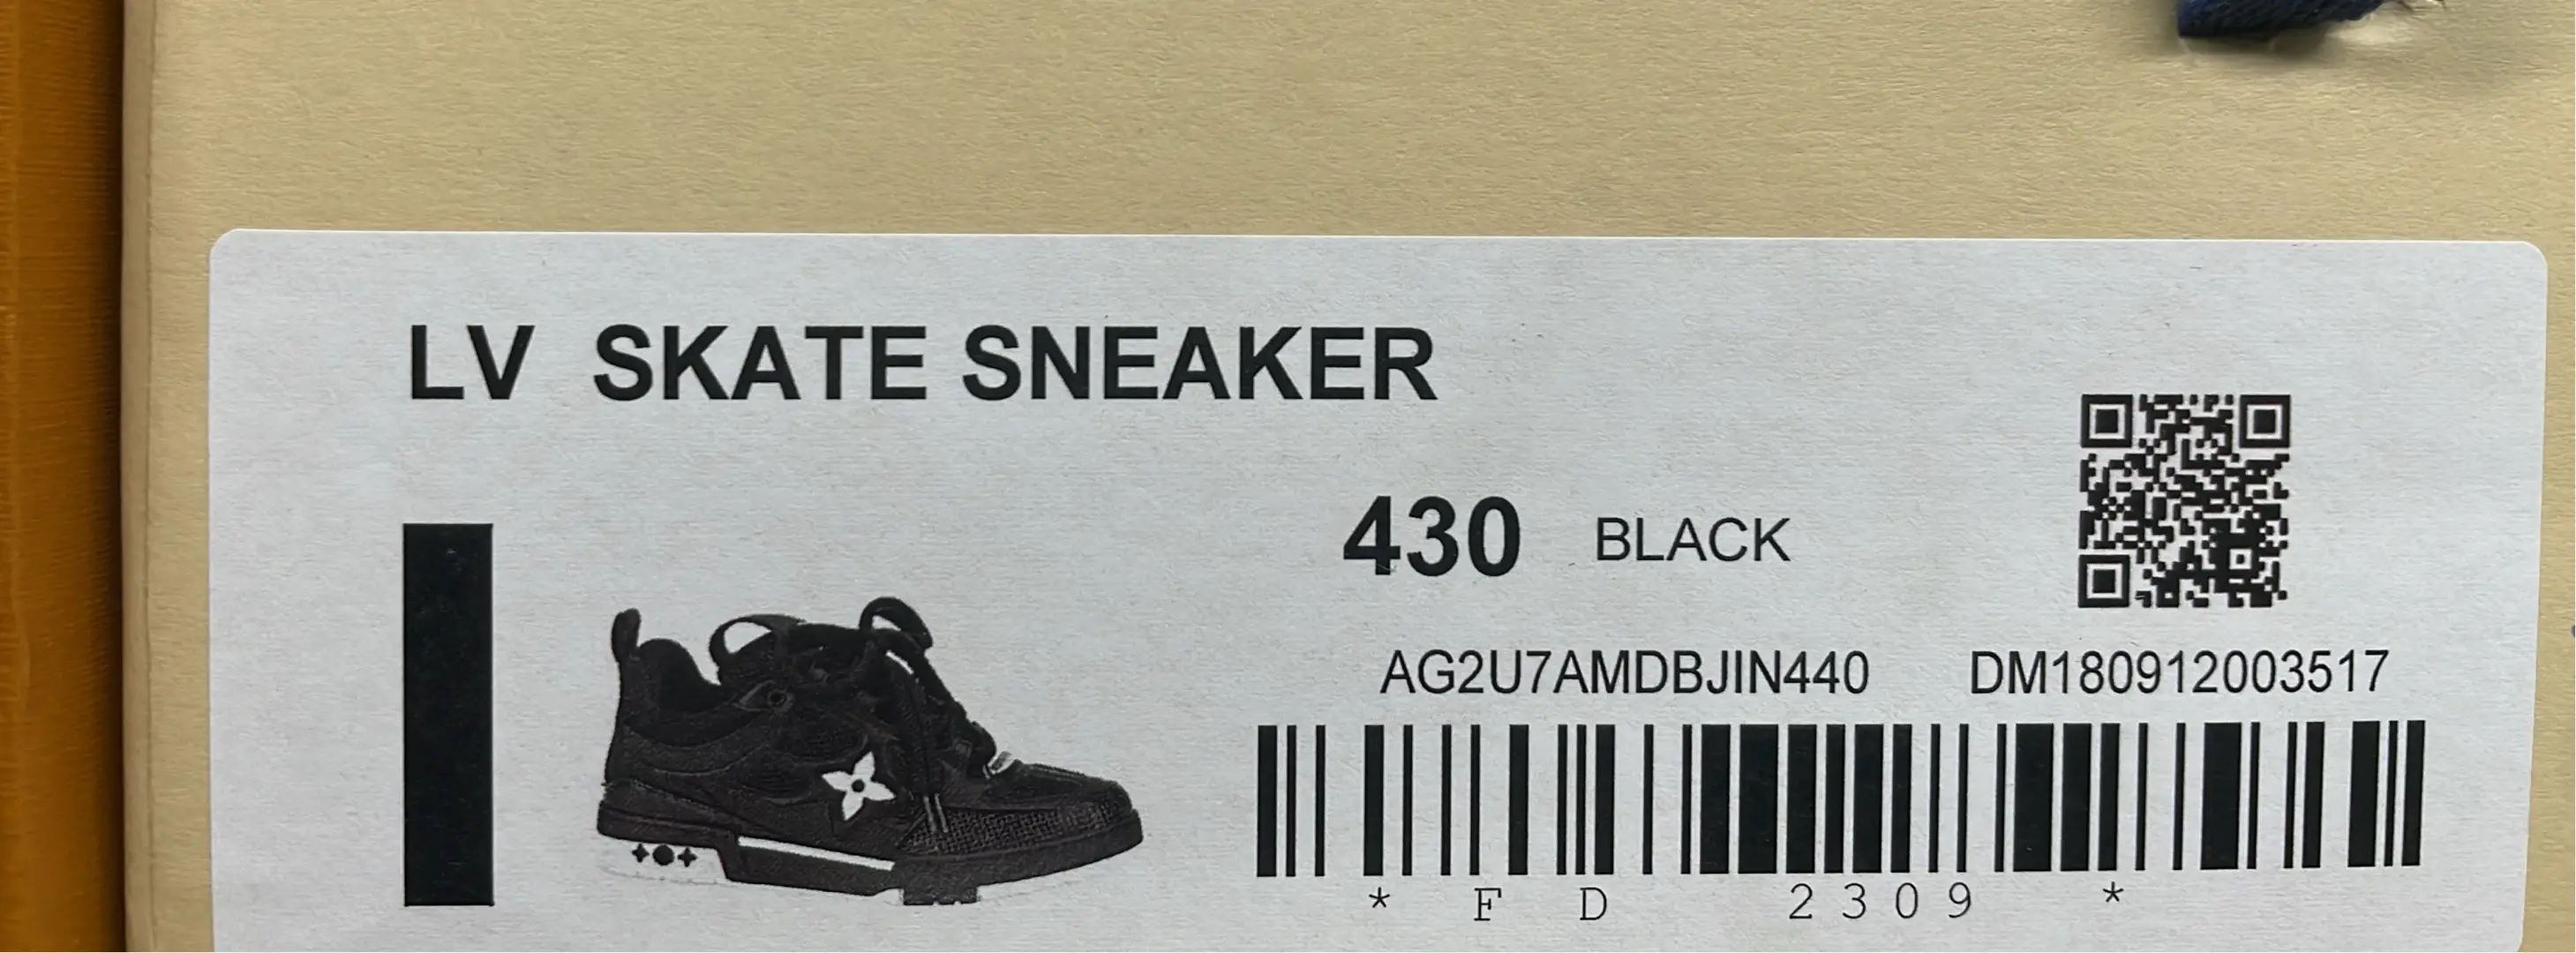 LV SKATE SNEAKER
430 BLACK
AG2U7AMDBJIN440 DM180912003517
* F D 2309 *